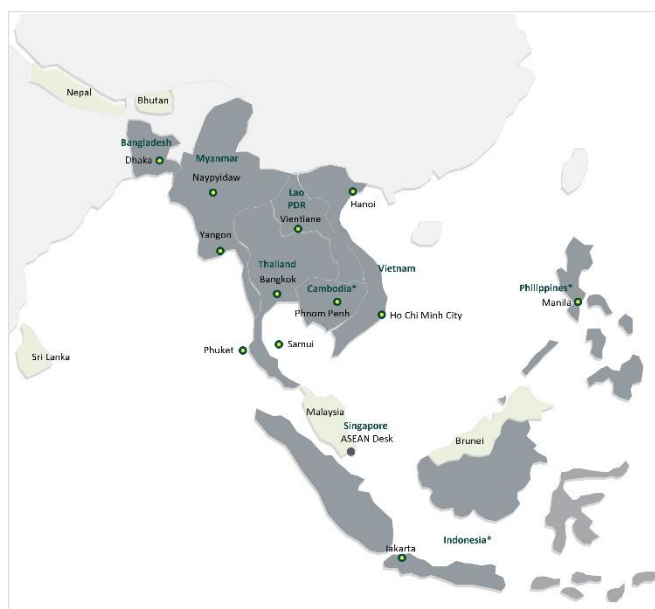 Nepal
Bhutan
Bangladesh
Dhaka
Myanmar
Naypyidaw
Lao
PDR
Vientiane
Hanoi
Yangon
Thailand
Bangkok
Vietnam
Cambodia*
Phnom Penh
Ho Chi Minh City
Philippines*
Manila
Sri Lanka
Phuket
Samui
Malaysia
Singapore
ASEAN Desk
Brunei
Indonesia*
Jakarta